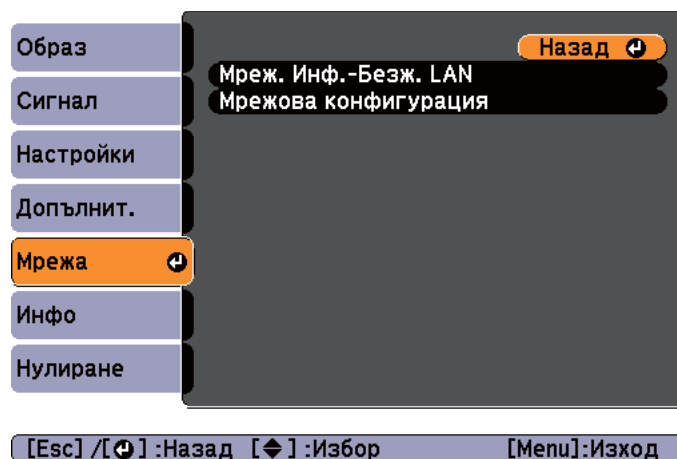 Образ
Сигнал
Настройки
Допълнит.
Мрежа
Инфо
Нулиране
Назад
Мреж. Инф.-Безж. LAN
Мрежова конфигурация
[Esc] /[ ] :Назад [ ] :Избор [Menu]:Изход